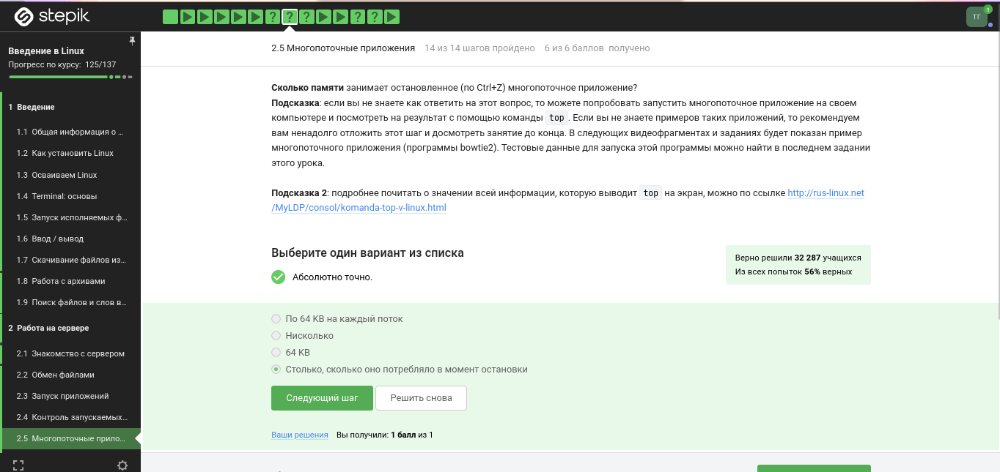 stepik
? ? ? ? ?
ТГ
1
Введение в Linux
Прогресс по курсу: 125/137
1 Введение
1.1 Общая информация о ...
1.2 Как установить Linux
1.3 Осваиваем Linux
1.4 Terminal: основы
1.5 Запуск исполняемых ф...
1.6 Ввод / вывод
1.7 Скачивание файлов из...
1.8 Работа с архивами
1.9 Поиск файлов и слов в...
2 Работа на сервере
2.1 Знакомство с сервером
2.2 Обмен файлами
2.3 Запуск приложений
2.4 Контроль запускаемых...
2.5 Многопоточные прило...
2.5 Многопоточные приложения 14 из 14 шагов пройдено 6 из 6 баллов получено
Сколько памяти занимает остановленное (по Ctrl+Z) многопоточное приложение?
Подсказка: если вы не знаете как ответить на этот вопрос, то можете попробовать запустить многопоточное приложение на своем
компьютере и посмотреть на результат с помощью команды top. Если вы не знаете примеров таких приложений, то рекомендуем
вам ненадолго отложить этот шаг и досмотреть занятие до конца. В следующих видеофрагментах и заданиях будет показан пример
многопоточного приложения (программы bowtie2). Тестовые данные для запуска этой программы можно найти в последнем задании
этого урока.
Подсказка 2: подробнее почитать о значении всей информации, которую выводит top на экран, можно по ссылке http://rus-linux.net
/MyLDP/consol/komanda-top-v-linux.html
Выберите один вариант из списка
Абсолютно точно.
Верно решили 32 287 учащихся
Из всех попыток 56% верных
По 64 KB на каждый поток
Нисколько
64 KB
Столько, сколько оно потребляло в момент остановки
Следующий шаг
Решить снова
Ваши решения Вы получили: 1 балл из 1